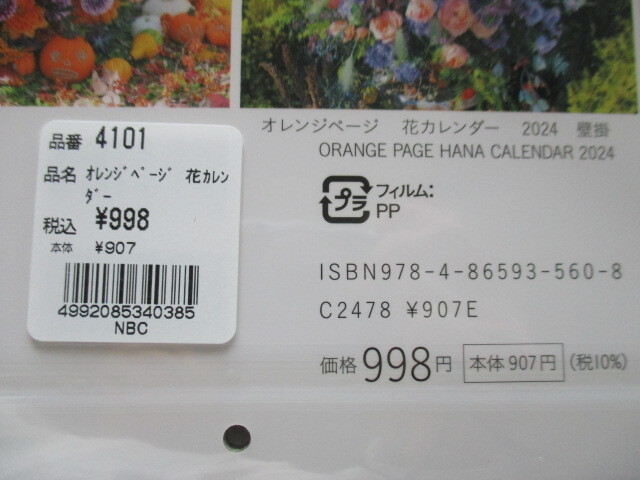 品番 4101
品名 ｵﾚﾝｼﾞﾍﾟｰｼﾞ 花ｶﾚﾝ
ﾀﾞｰ
税込 ¥998
本体 ¥907
4992085340385
NBC
オレンジページ 花カレンダー 2024 壁掛
ORANGE PAGE HANA CALENDAR 2024
プラ
フィルム:
PP
ISBN978-4-86593-560-8
C2478 ¥907E
価格 998円 本体 907円 (税10%)